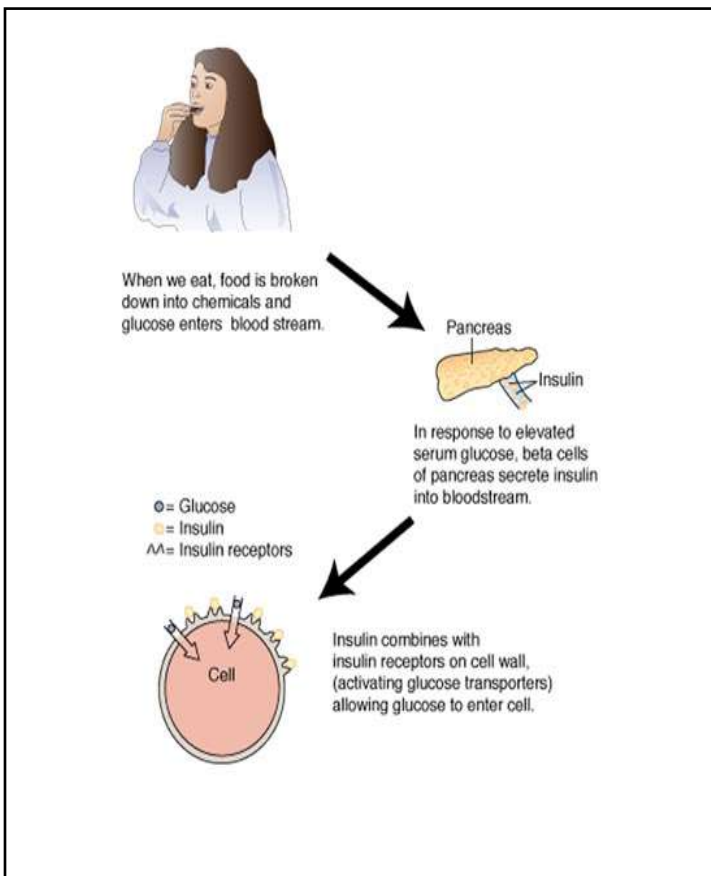 When we eat, food is broken
down into chemicals and
glucose enters blood stream.
Pancreas
Insulin
In response to elevated
serum glucose, beta cells
of pancreas secrete insulin
into bloodstream.
= Glucose
= Insulin
= Insulin receptors
Cell
Insulin combines with
insulin receptors on cell wall,
(activating glucose transporters)
allowing glucose to enter cell.